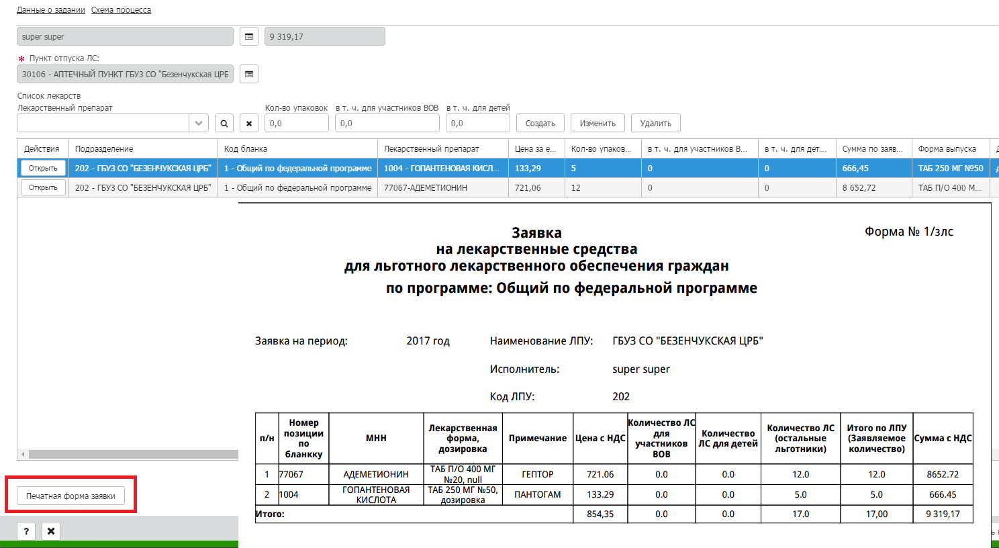 Данные о задании Схема процесса
super super 9 319,17
* Пункт отпуска ЛС:
30106 - АПТЕЧНЫЙ ПУНКТ ГБУЗ СО "Безенчукская ЦРБ
Список лекарств
Лекарственный препарат Кол-во упаковок в т. ч. для участников ВОВ в т. ч. для детей
0,0 0,0 0,0 Создать Изменить Удалить
Действия Подразделение Код бланка Лекарственный препарат Цена за е... Кол-во упаков... в т. ч. для участников В... в т. ч. для дет... Сумма по заяв... Форма выпуска
Открыть 202 - ГБУЗ СО "БЕЗЕНЧУКСКАЯ ЦРБ" 1 - Общий по федеральной программе 1004 - ГОПАНТЕНОВАЯ КИСЛ... 133,29 5 0 0 666,45 ТАБ 250 МГ №50
Открыть 202 - ГБУЗ СО "БЕЗЕНЧУКСКАЯ ЦРБ" 1 - Общий по федеральной программе 77067-АДЕМЕТИОНИН 721,06 12 0 0 8 652,72 ТАБ П/О 400 М...
Заявка Форма № 1/злс
на лекарственные средства
для льготного лекарственного обеспечения граждан
по программе: Общий по федеральной программе
Заявка на период: 2017 год Наименование ЛПУ: ГБУЗ СО "БЕЗЕНЧУКСКАЯ ЦРБ"
Исполнитель: super super
Код ЛПУ: 202
п/н Номер позиции по бланкку МНН Лекарственная форма, дозировка Примечание Цена с НДС Количество ЛС для участников ВОВ Количество ЛС для детей Количество ЛС (остальные льготники) Итого по ЛПУ (Заявляемое количество) Сумма с НДС
1 77067 АДЕМЕТИОНИН ТАБ П/О 400 МГ №20, null ГЕПТОР 721.06 0.0 0.0 12.0 12.0 8652.72
2 1004 ГОПАНТЕНОВАЯ КИСЛОТА ТАБ 250 МГ №50, дозировка ПАНТОГАМ 133.29 0.0 0.0 5.0 5.0 666.45
Итого: 854,35 0.0 0.0 17.0 17,00 9 319,17
Печатная форма заявки
?